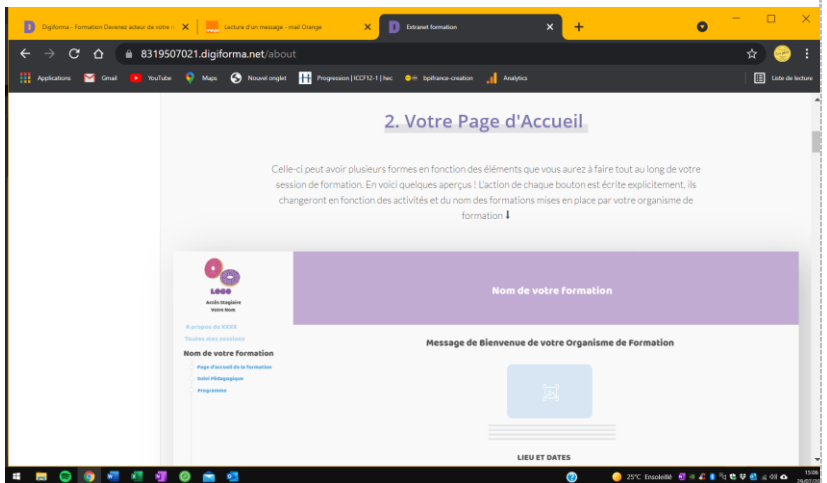 Digiforma - Formation Devenez acteur de votre
Lecture d'un message - mail Orange
Extranet formation
8319507021.digiforma.net/about
Applications
Gmail
YouTube
Maps
Nouvel onglet
Progression | ICCF12-1 | hec
bpifrance-creation
Analytics
Liste de lecture
2. Votre Page d'Accueil
Celle-ci peut avoir plusieurs formes en fonction des éléments que vous aurez à faire tout au long de votre
session de formation. En voici quelques aperçus ! L'action de chaque bouton est écrite explicitement, ils
changeront en fonction des activités et du nom des formations mises en place par votre organisme de
formation ⬇
LOGO
Accès Stagiaire
Votre Nom
A propos de XXXX
Toutes mes sessions
Nom de votre formation
Page d'accueil de la formation
Suivi Pédagogique
Programme
Nom de votre formation
Message de Bienvenue de votre Organisme de Formation
LIEU ET DATES
25°C Ensoleillé
15:06
29/07/20